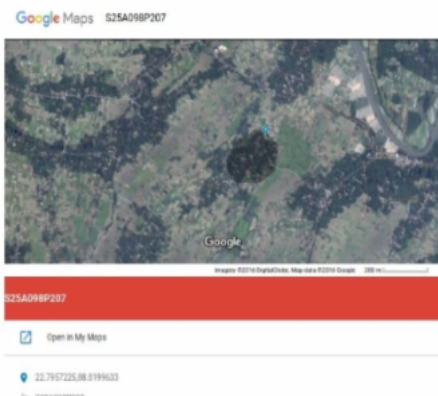 Google Maps S25A098P207
Google
Imagery ©2016 DigitalGlobe, Map data ©2016 Google 200 m
S25A098P207
Open in My Maps
22.7957225,88.0199633